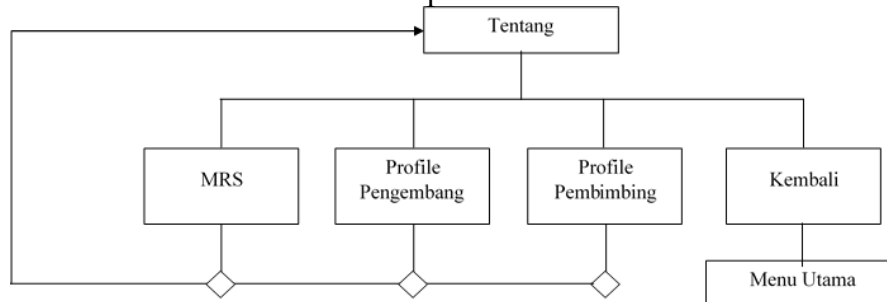 Tentang
MRS
Profile
Pengembang
Profile
Pembimbing
Kembali
Menu Utama